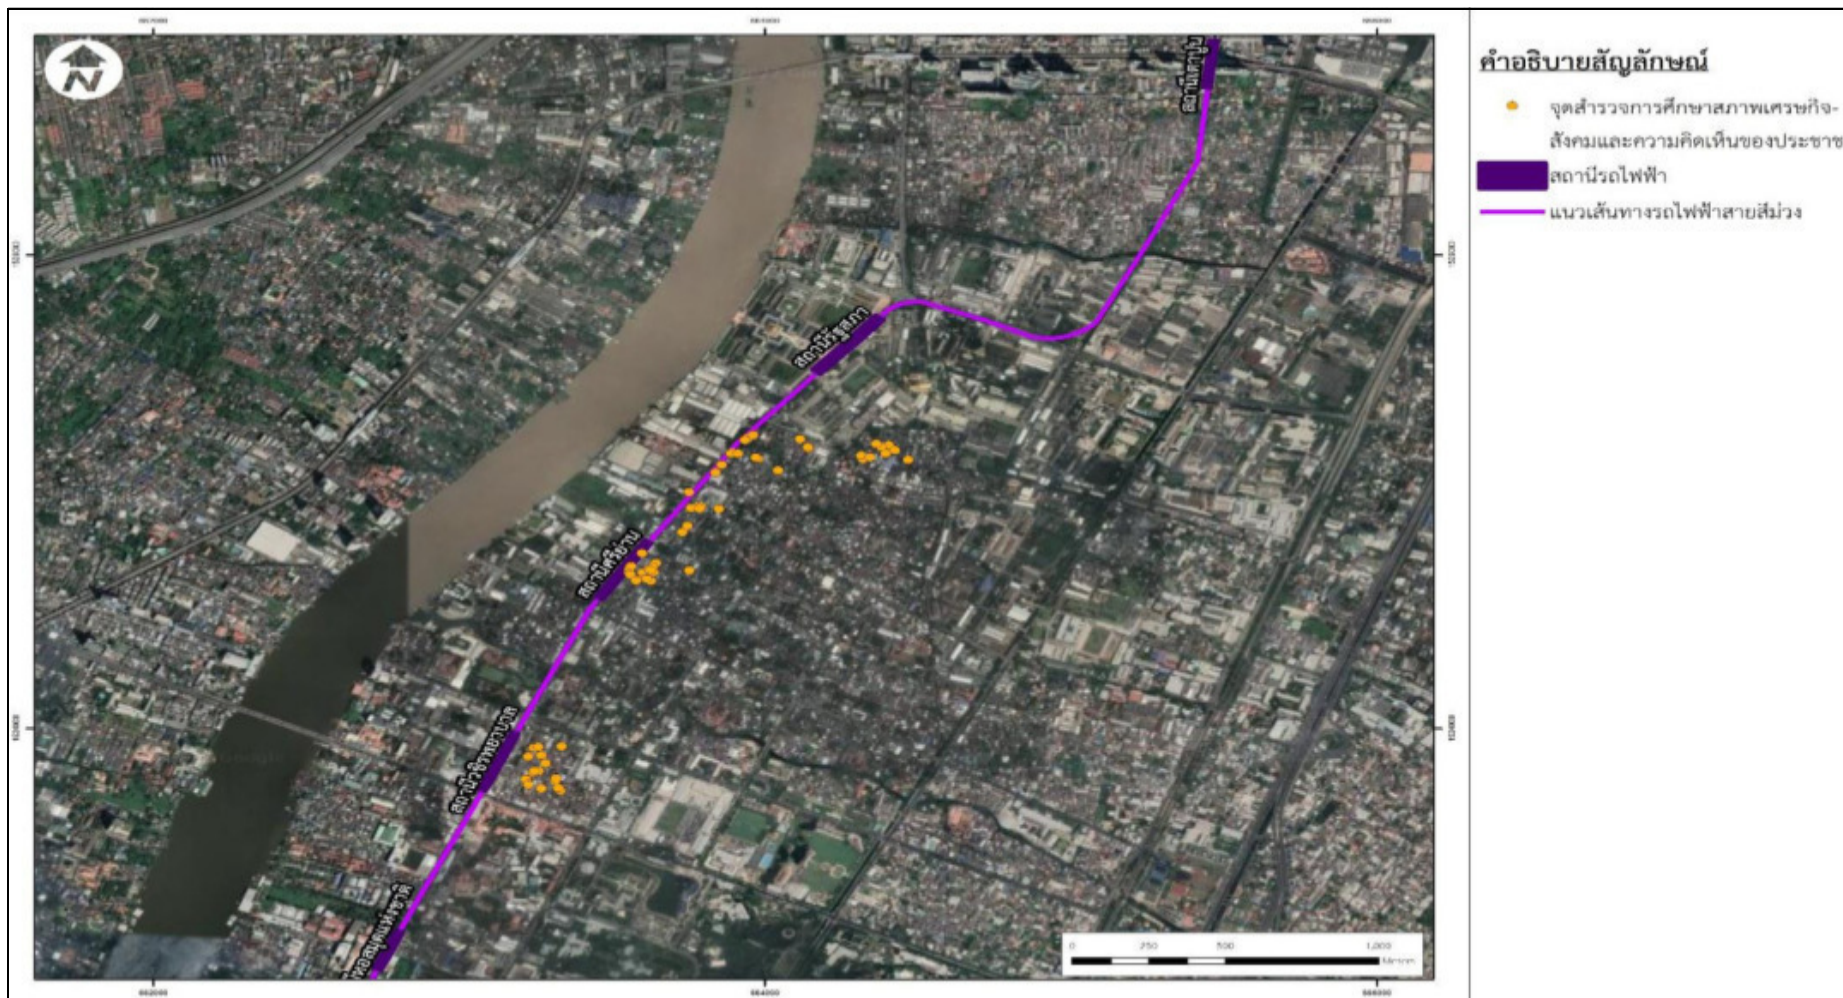 N
คำอธิบายสัญลักษณ์
จุดสำรวจการศึกษาสภาพเศรษฐกิจ-
สังคมและความคิดเห็นของประชาช
สถานีรถไฟฟ้า
แนวเส้นทางรถไฟฟ้าสายสีม่วง
สถานีเตาปูน
สถานีรัฐสภา
สถานีศรีย่าน
สถานีวชิรพยาบาล
หอสมุดแห่งชาติ
0 250 500 1,000
Meters